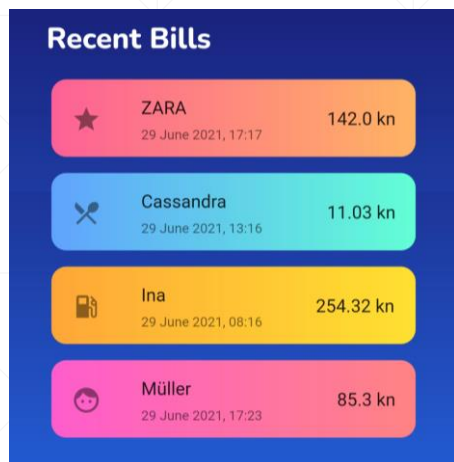 Recent Bills
ZARA
29 June 2021, 17:17
142.0 kn
Cassandra
29 June 2021, 13:16
11.03 kn
Ina
29 June 2021, 08:16
254.32 kn
Müller
29 June 2021, 17:23
85.3 kn